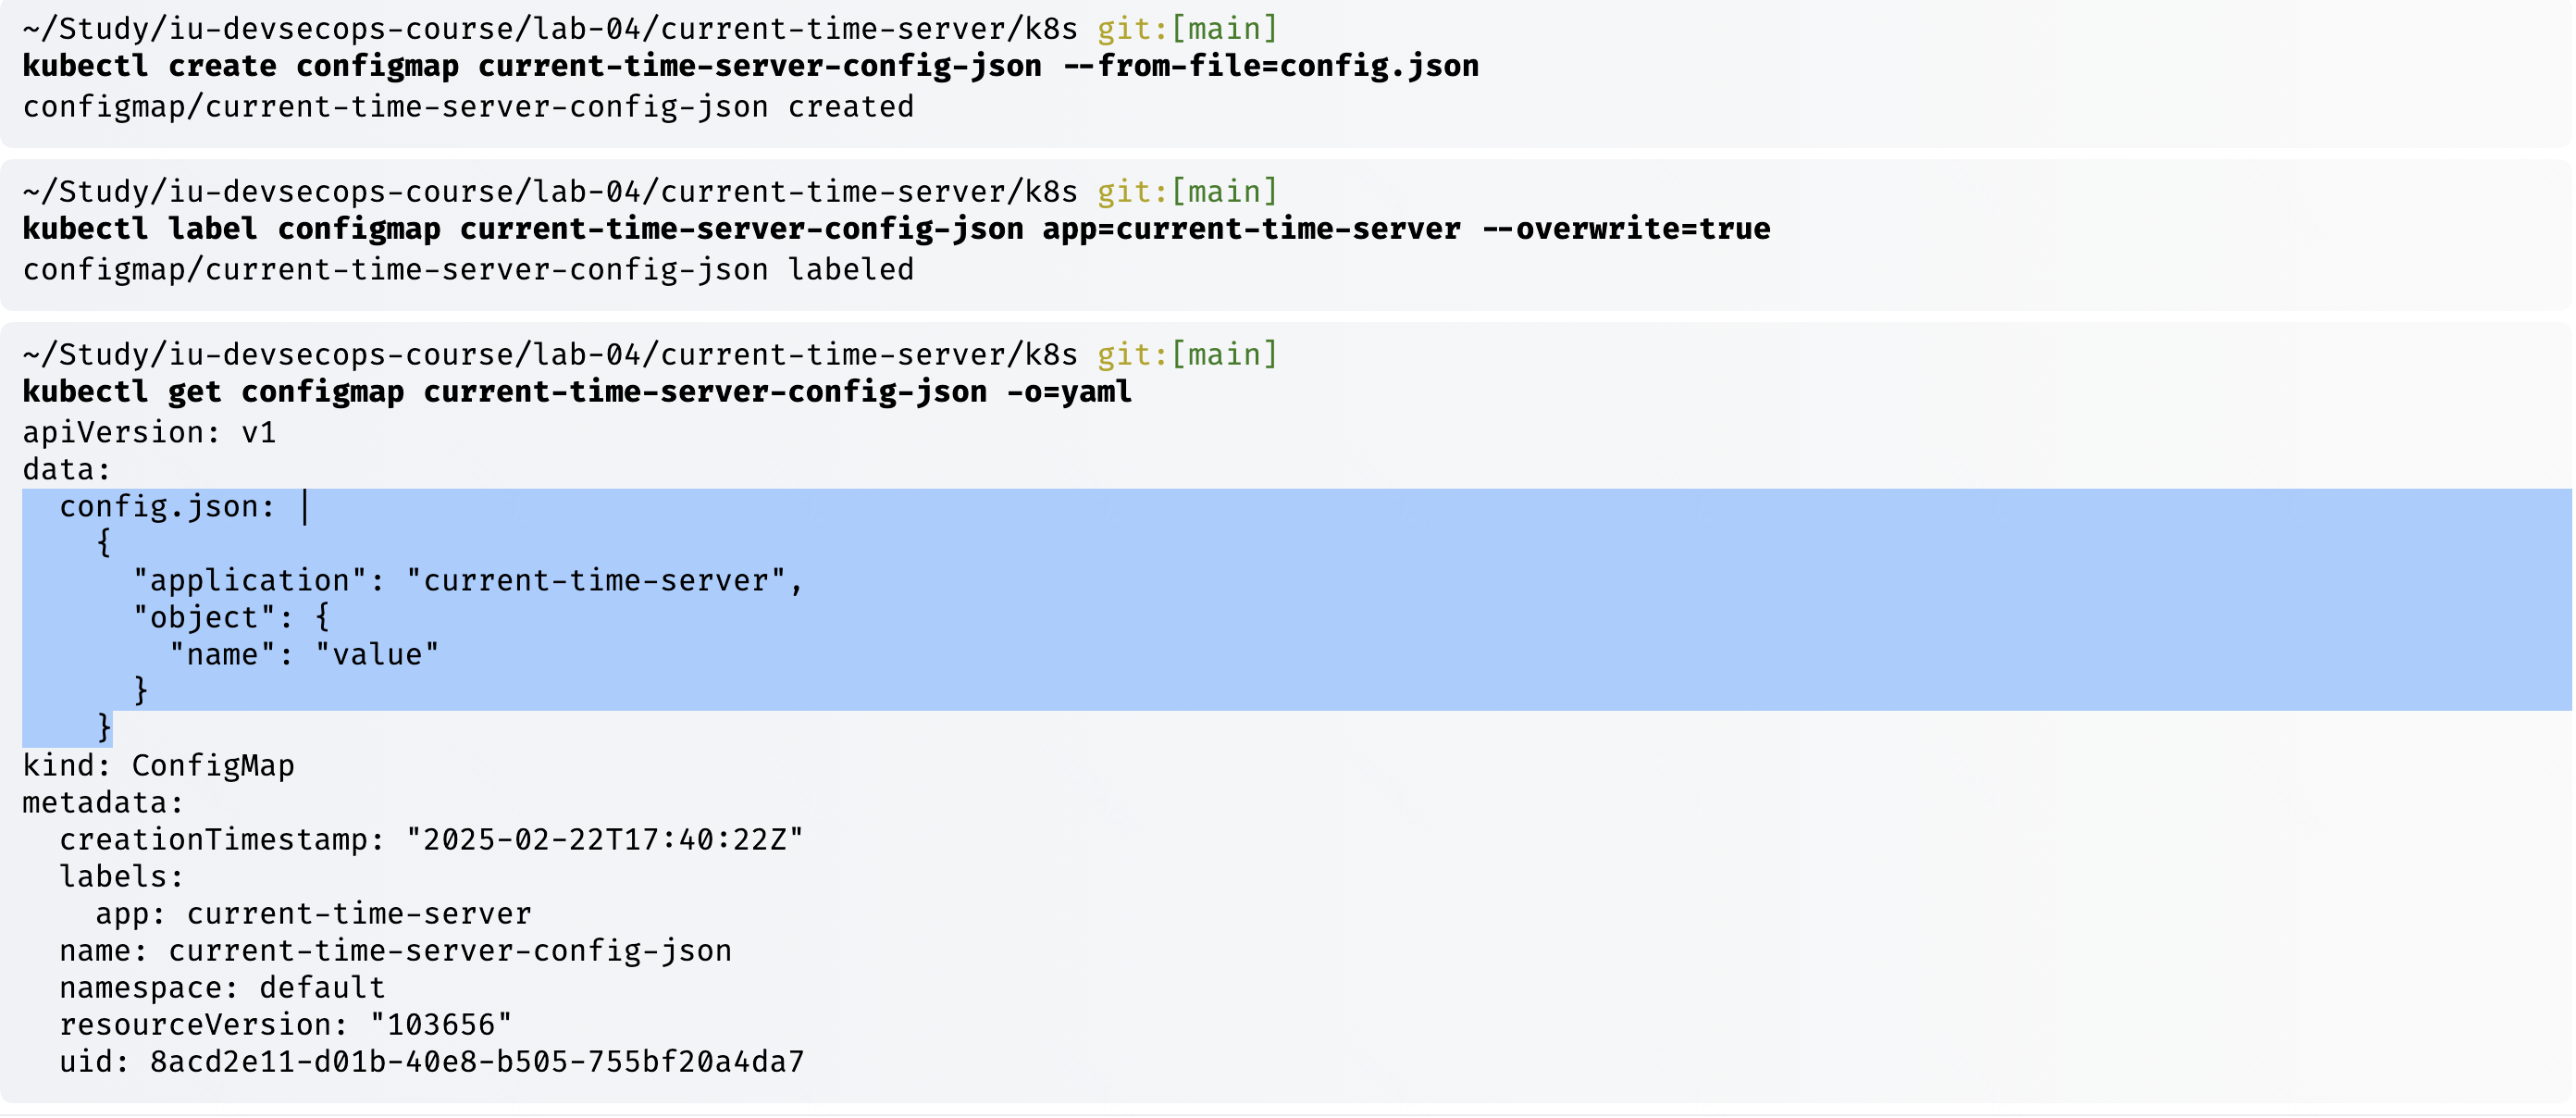 ~/Study/iu-devsecops-course/lab-04/current-time-server/k8s git:[main]
kubectl create configmap current-time-server-config-json --from-file=config.json
configmap/current-time-server-config-json created
~/Study/iu-devsecops-course/lab-04/current-time-server/k8s git:[main]
kubectl label configmap current-time-server-config-json app=current-time-server --overwrite=true
configmap/current-time-server-config-json labeled
~/Study/iu-devsecops-course/lab-04/current-time-server/k8s git:[main]
kubectl get configmap current-time-server-config-json -o=yaml
apiVersion: v1
data:
  config.json: |
    {
      "application": "current-time-server",
      "object": {
        "name": "value"
      }
    }
kind: ConfigMap
metadata:
  creationTimestamp: "2025-02-22T17:40:22Z"
  labels:
    app: current-time-server
  name: current-time-server-config-json
  namespace: default
  resourceVersion: "103656"
  uid: 8acd2e11-d01b-40e8-b505-755bf20a4da7